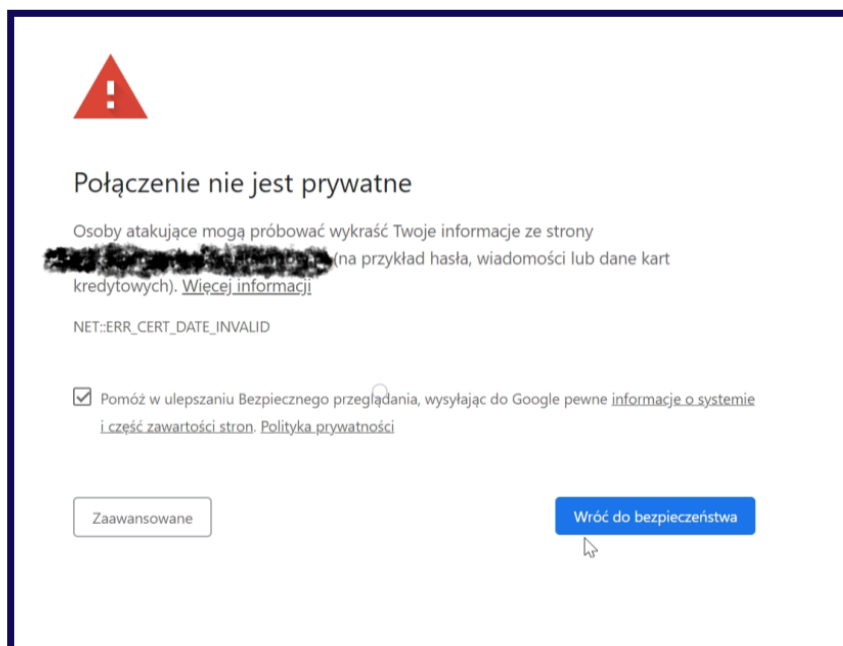 Połączenie nie jest prywatne
Osoby atakujące mogą próbować wykraść Twoje informacje ze strony
(na przykład hasła, wiadomości lub dane kart
kredytowych). Więcej informacji
NET::ERR_CERT_DATE_INVALID
Pomóż w ulepszaniu Bezpiecznego przeglądania, wysyłając do Google pewne informacje o systemie
i część zawartości stron. Polityka prywatności
Zaawansowane
Wróć do bezpieczeństwa